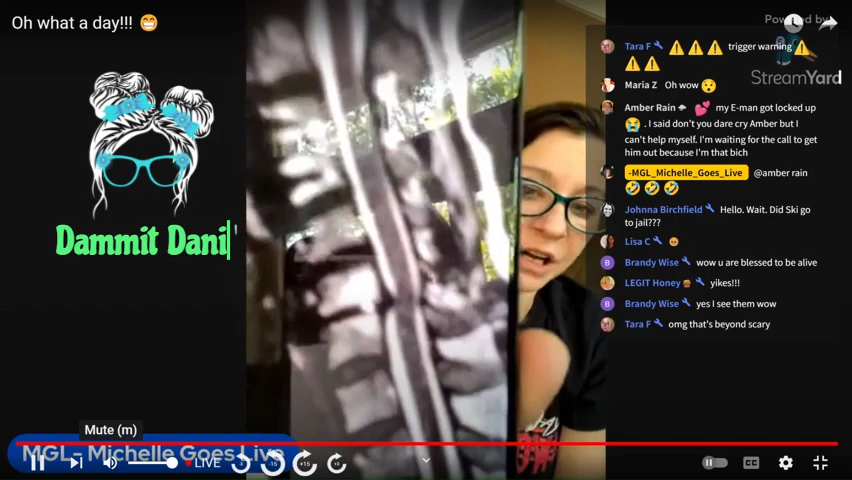 Oh what a day!!! 😁
Powered by
StreamYard
Dammit Dani
Tara F 🔧 ⚠️ ⚠️ ⚠️ trigger warning ⚠️
⚠️ ⚠️
Maria Z Oh wow 😲
Amber Rain 🌩 💕 my E-man got locked up
😭 . I said don't you dare cry Amber but I
can't help myself. I'm waiting for the call to get
him out because I'm that bich
-MGL_Michelle_Goes_Live @amber rain
🤣 🤣 🤣
Johnna Birchfield 🔧 Hello. Wait. Did Ski go
to jail???
Lisa C 🔧 🥺
B Brandy Wise 🔧 wow u are blessed to be alive
LEGIT Honey 🍯 🔧 yikes!!!
B Brandy Wise 🔧 yes I see them wow
Tara F 🔧 omg that's beyond scary
Mute (m)
MGL- Michelle Goes Live
LIVE
-15
+15
CC